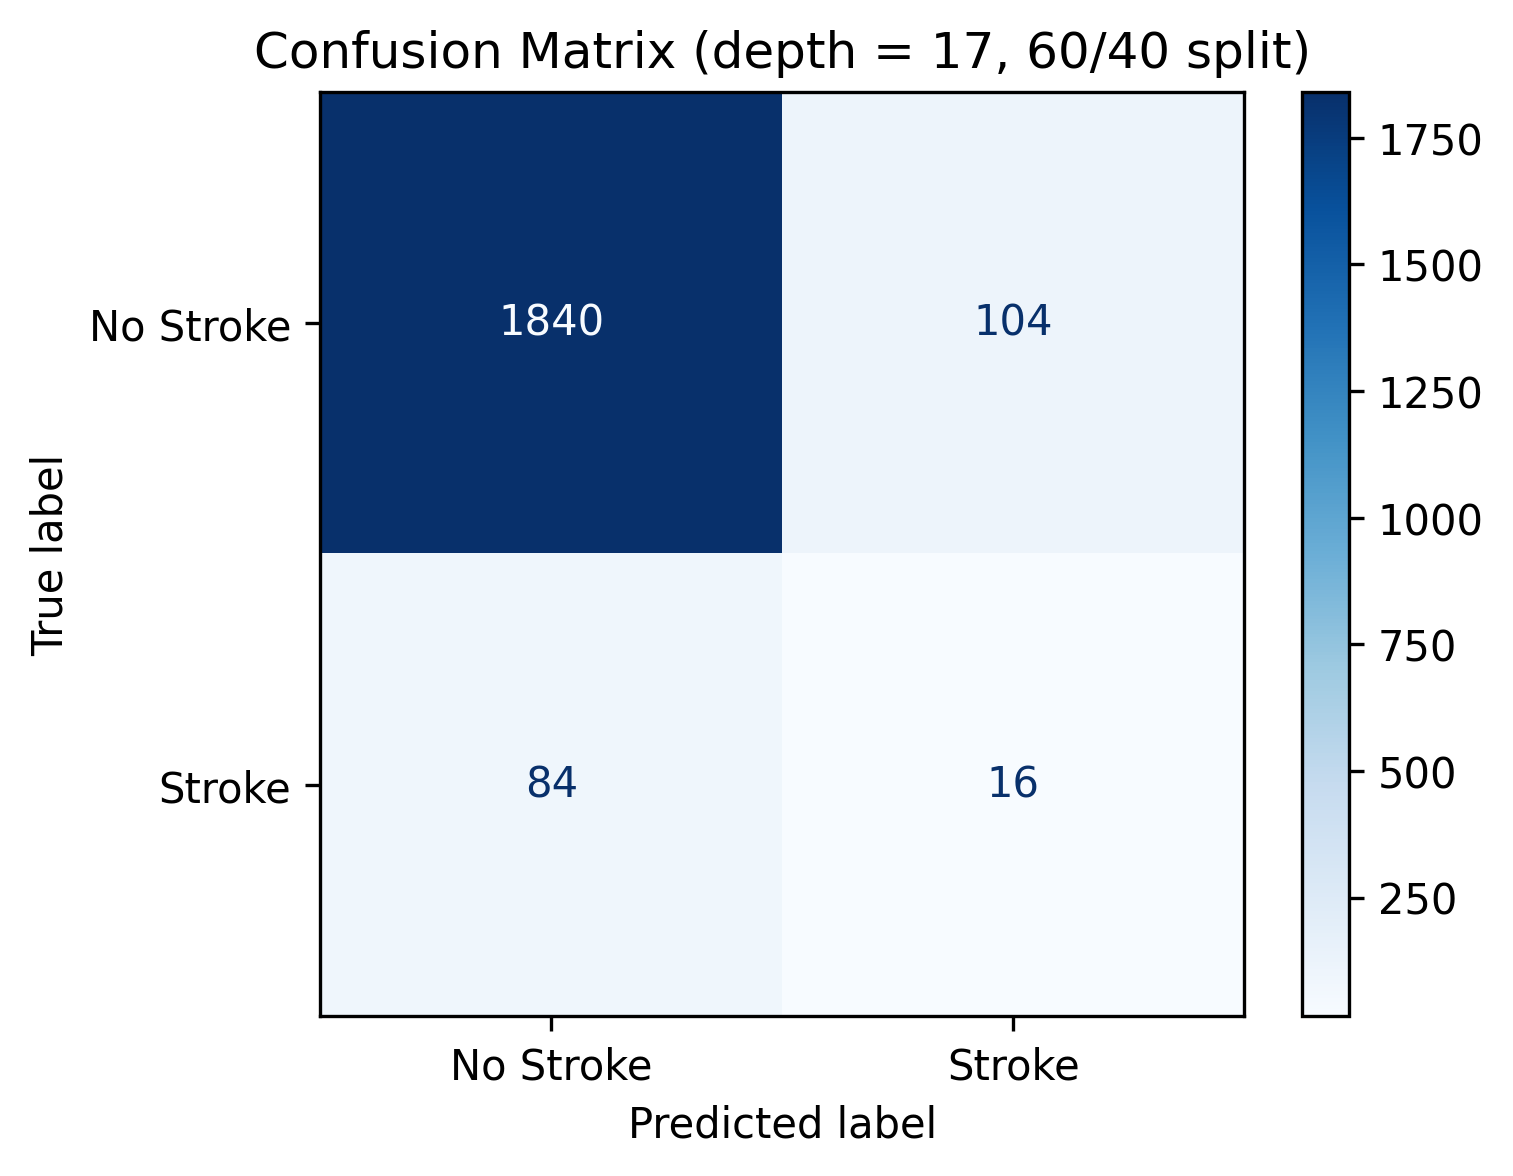 Confusion Matrix (depth = 17, 60/40 split)
1750
1500
1250
1000
750
500
250
True label
No Stroke
1840
104
Stroke
84
16
No Stroke
Stroke
Predicted label